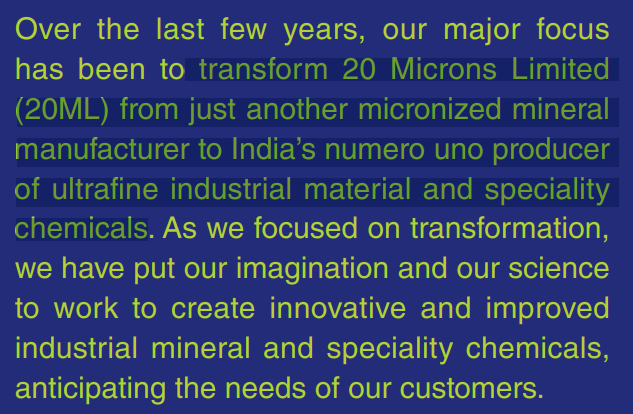 Over the last few years, our major focus
has been to transform 20 Microns Limited
(20ML) from just another micronized mineral
manufacturer to India’s numero uno producer
of ultrafine industrial material and speciality
chemicals. As we focused on transformation,
we have put our imagination and our science
to work to create innovative and improved
industrial mineral and speciality chemicals,
anticipating the needs of our customers.